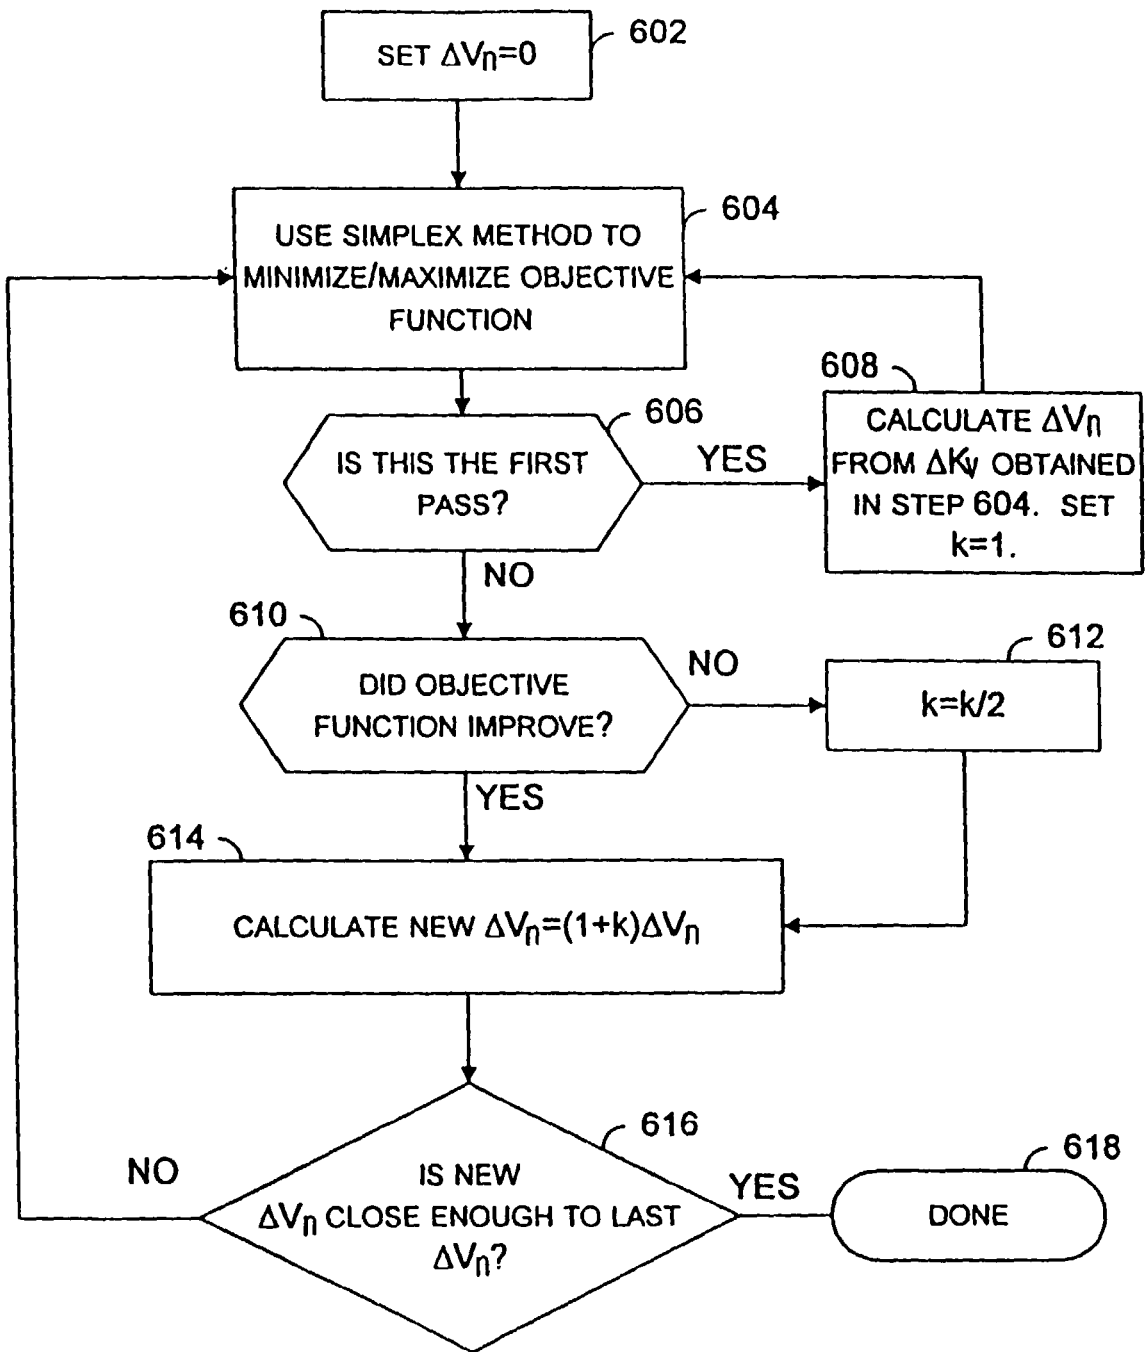 602
SET ΔVn=0
604
USE SIMPLEX METHOD TO
MINIMIZE/MAXIMIZE OBJECTIVE
FUNCTION
606
IS THIS THE FIRST
PASS?
YES
608
CALCULATE ΔVn
FROM ΔKv OBTAINED
IN STEP 604. SET
k=1.
NO
610
DID OBJECTIVE
FUNCTION IMPROVE?
NO
612
k=k/2
YES
614
CALCULATE NEW ΔVn=(1+k)ΔVn
616
IS NEW
ΔVn CLOSE ENOUGH TO LAST
ΔVn?
NO
YES
618
DONE